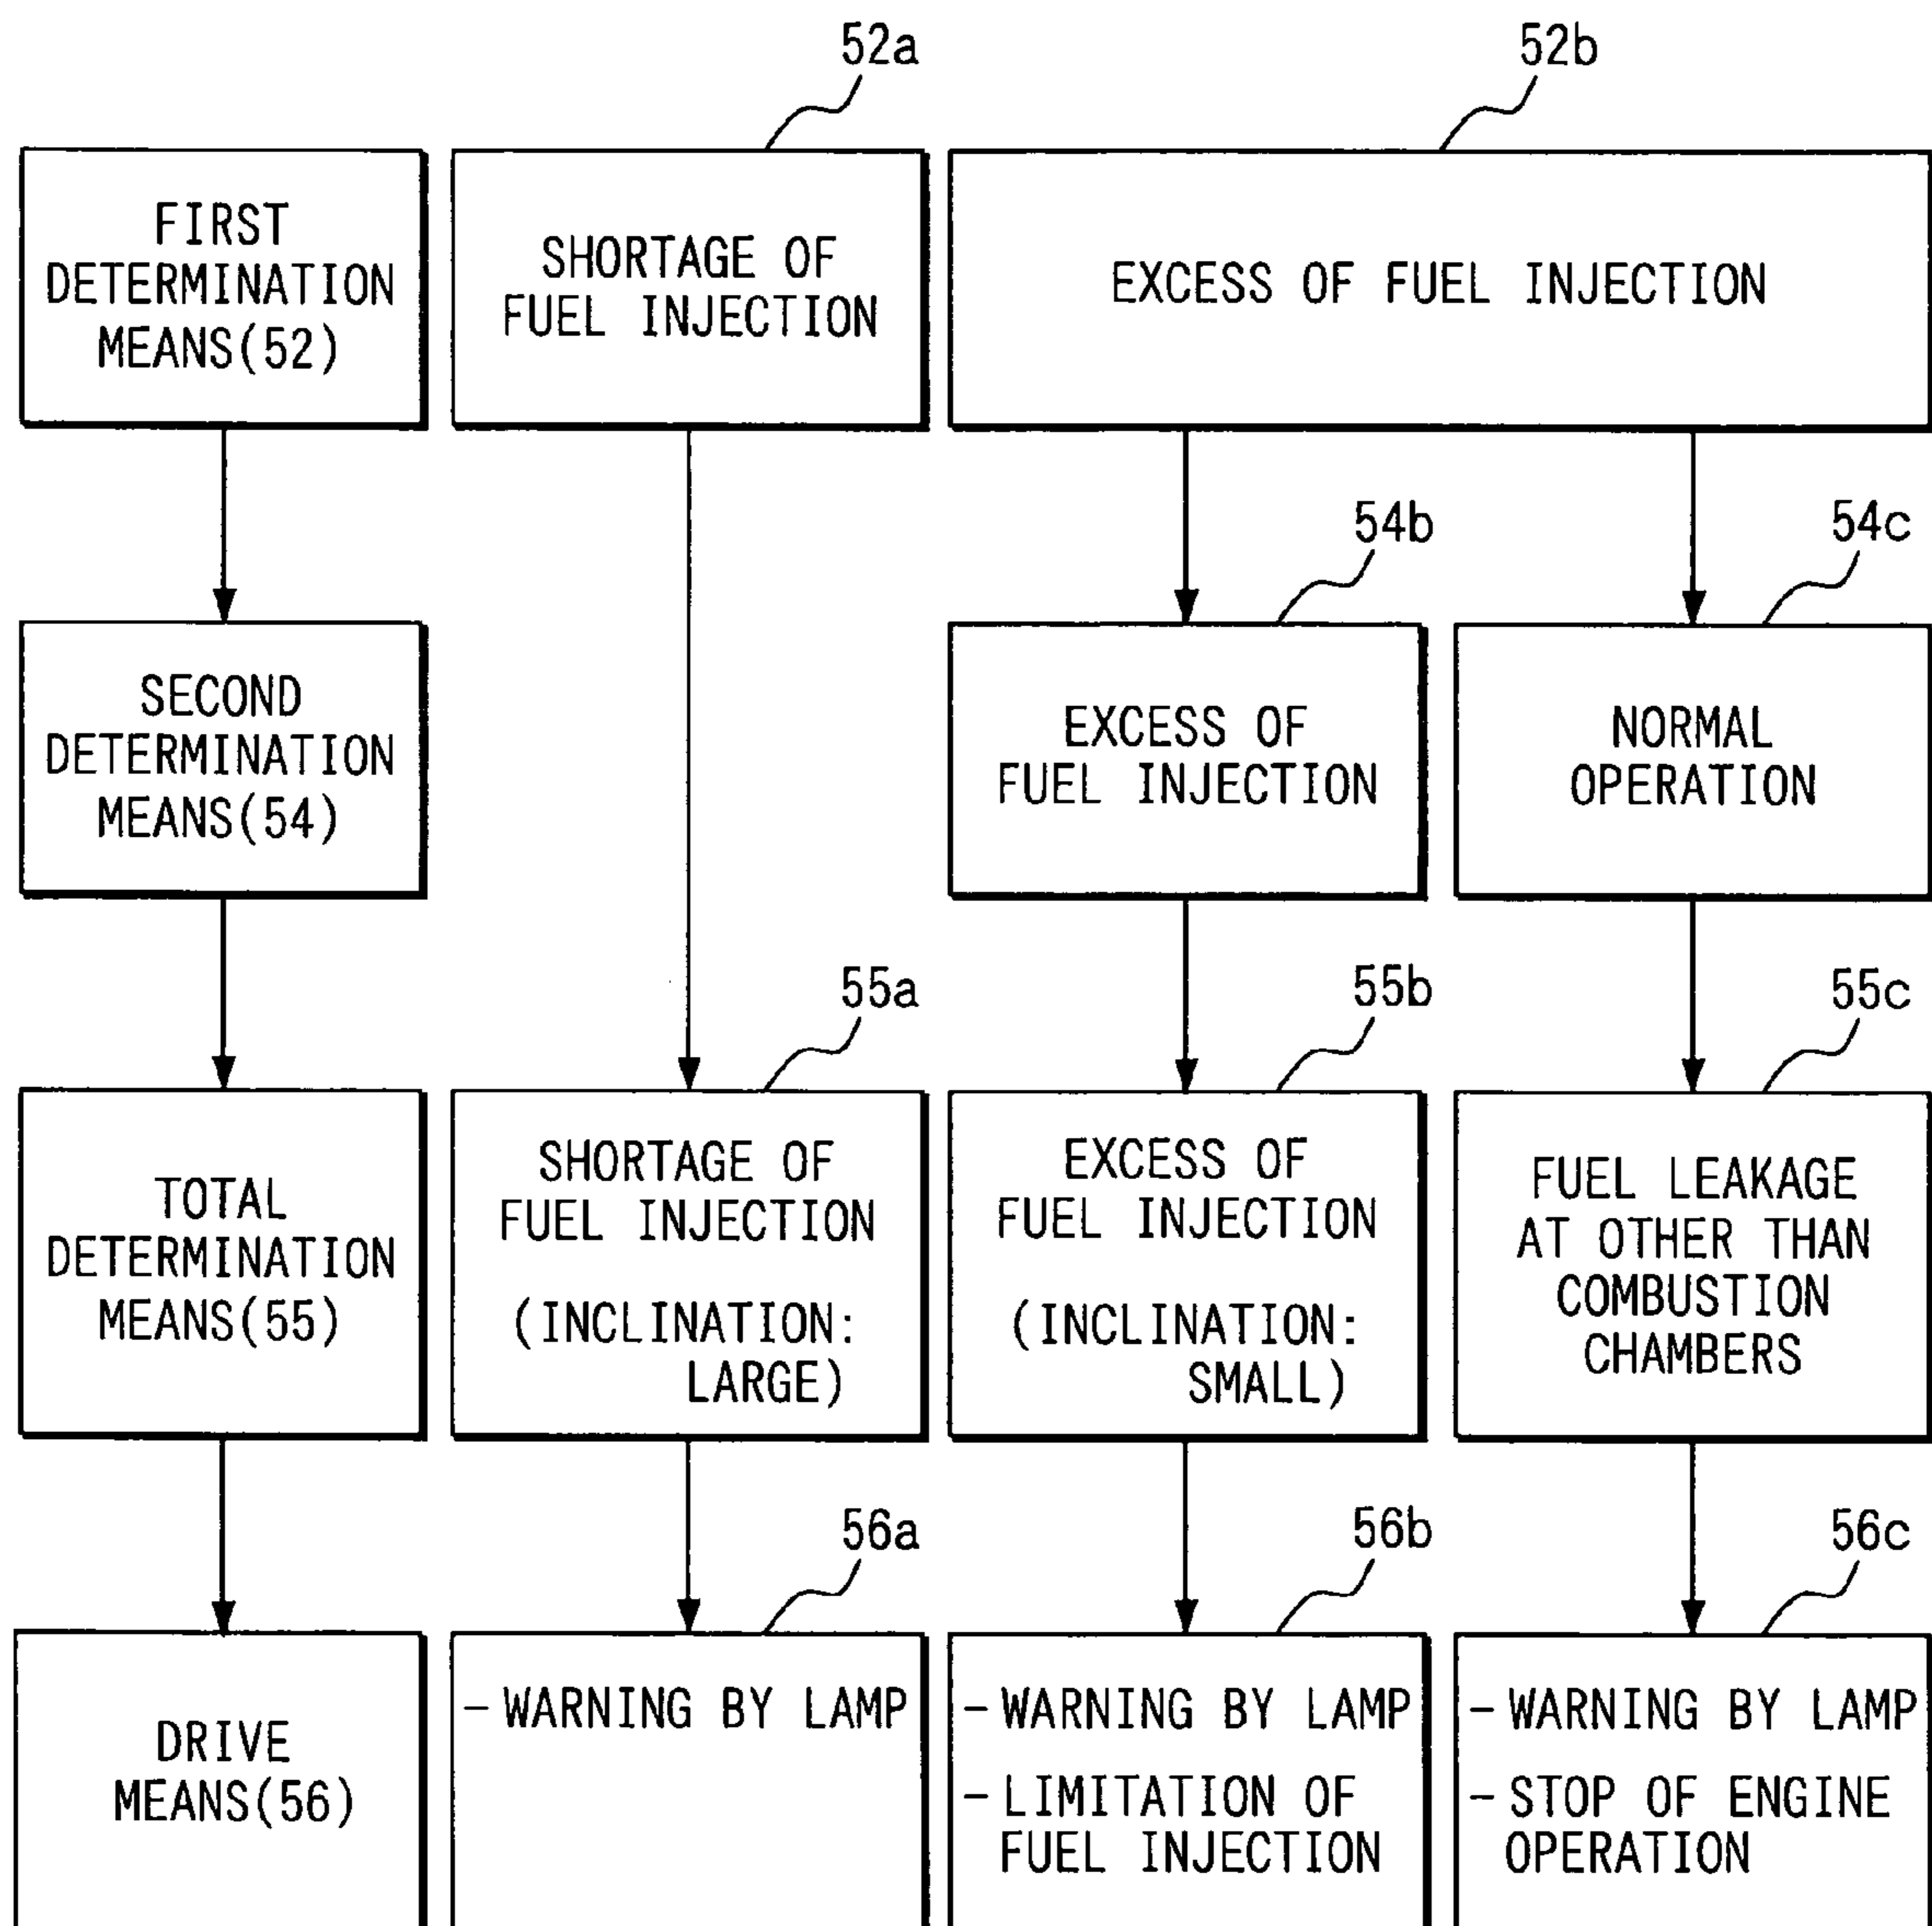 52a
52b
FIRST
DETERMINATION
MEANS(52)
SHORTAGE OF
FUEL INJECTION
EXCESS OF FUEL INJECTION
54b
54c
SECOND
DETERMINATION
MEANS(54)
EXCESS OF
FUEL INJECTION
NORMAL
OPERATION
55a
55b
55c
TOTAL
DETERMINATION
MEANS(55)
SHORTAGE OF
FUEL INJECTION
(INCLINATION:
LARGE)
EXCESS OF
FUEL INJECTION
(INCLINATION:
SMALL)
FUEL LEAKAGE
AT OTHER THAN
COMBUSTION
CHAMBERS
56a
56b
56c
DRIVE
MEANS(56)
- WARNING BY LAMP
- WARNING BY LAMP
- LIMITATION OF
FUEL INJECTION
- WARNING BY LAMP
- STOP OF ENGINE
OPERATION